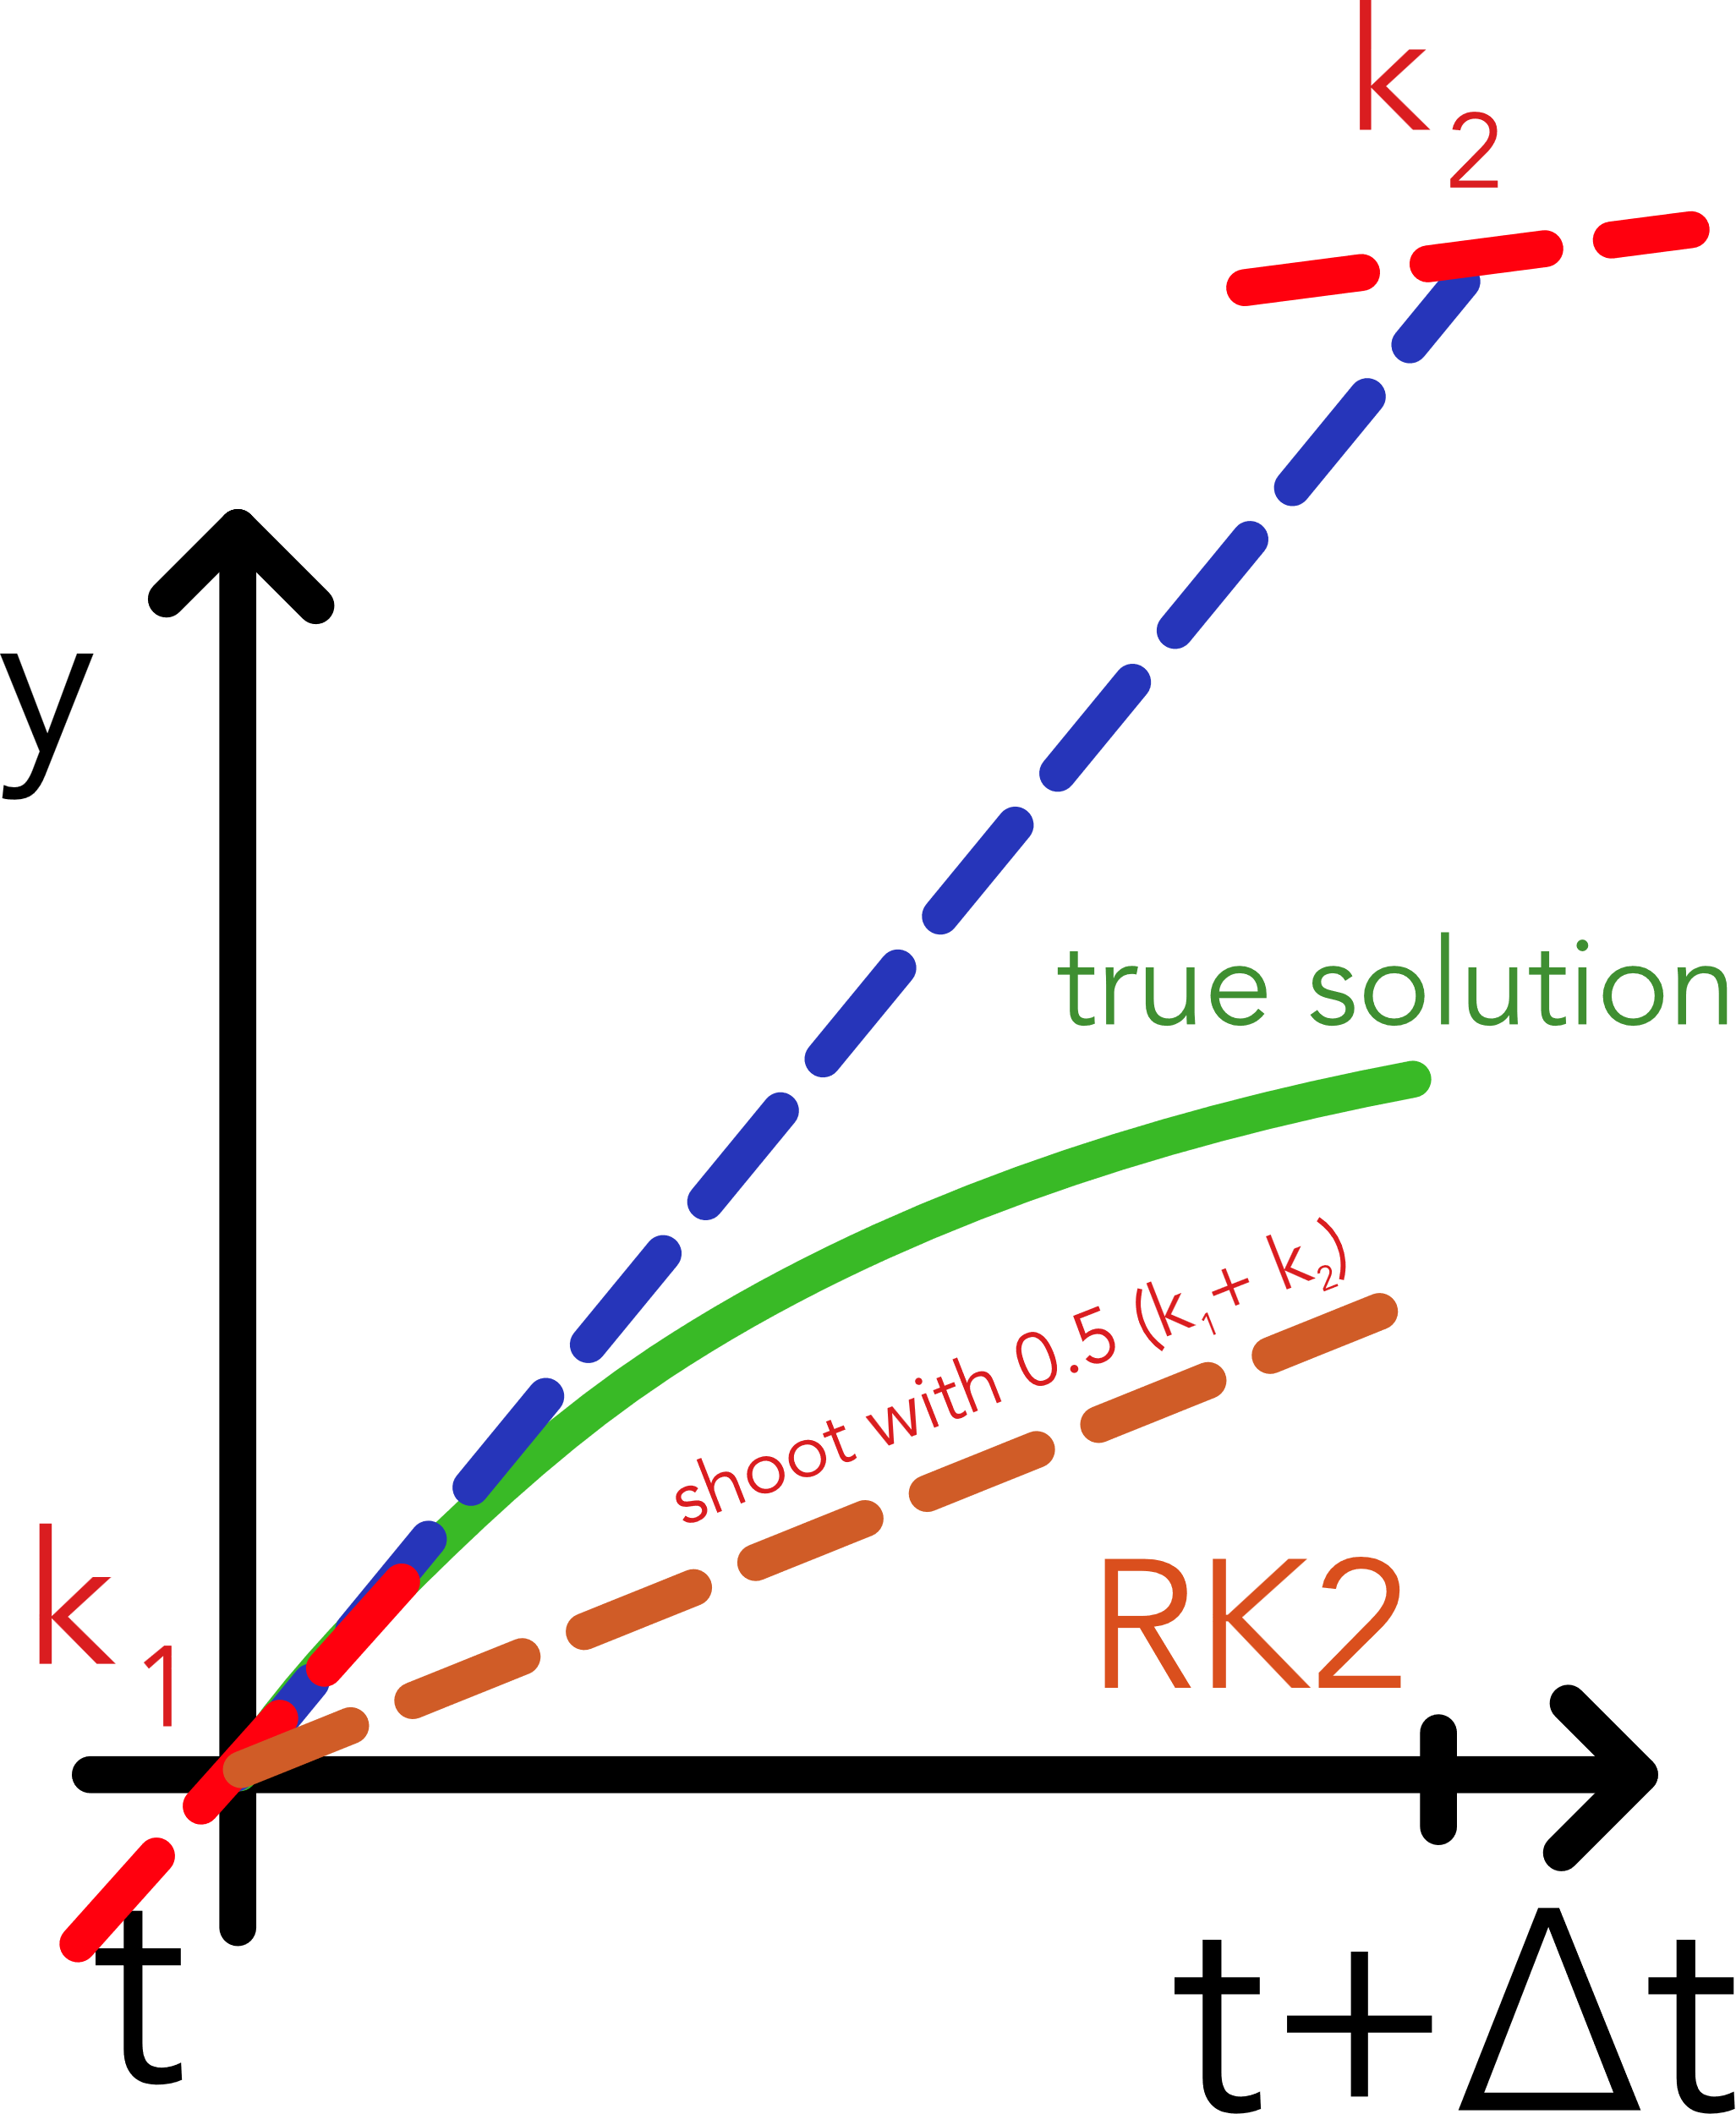 k₂
y
true solution
shoot with 0.5 (k₁+ k₂)
k₁
RK2
t
t+Δt